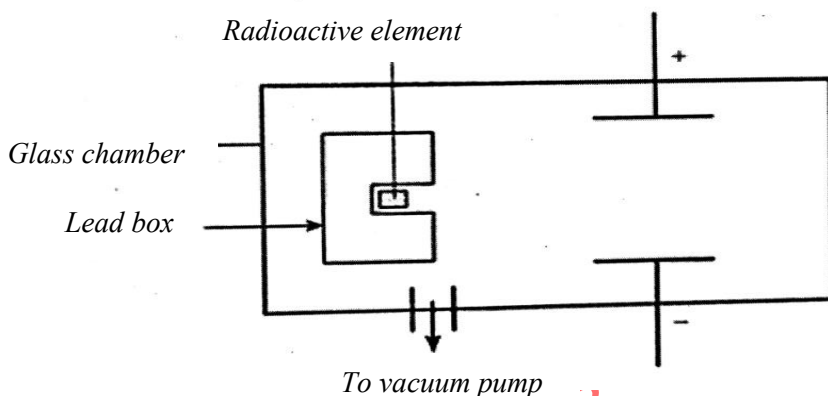 Radioactive element
+
Glass chamber
Lead box
−
To vacuum pump